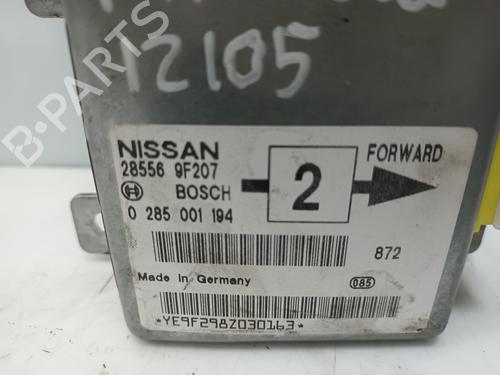 12105
NISSAN
28556 9F207
BOSCH
0 285 001 194
2
FORWARD
872
Made in Germany
085
*YE9F298Z030163*
B-PARTS